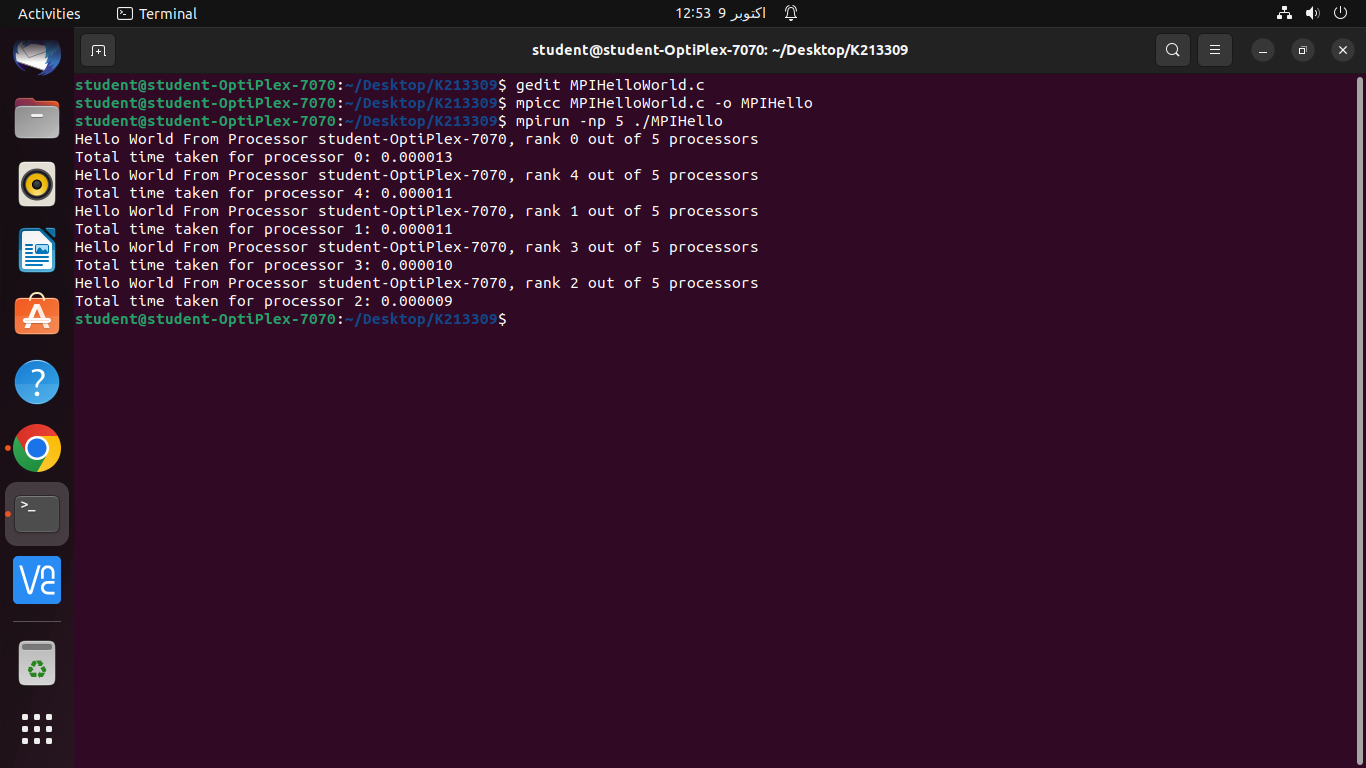 Activities
Terminal
12:53 9 اکتوبر
student@student-OptiPlex-7070: ~/Desktop/K213309
student@student-OptiPlex-7070:~/Desktop/K213309$ gedit MPIHelloWorld.c
student@student-OptiPlex-7070:~/Desktop/K213309$ mpicc MPIHelloWorld.c -o MPIHello
student@student-OptiPlex-7070:~/Desktop/K213309$ mpirun -np 5 ./MPIHello
Hello World From Processor student-OptiPlex-7070, rank 0 out of 5 processors
Total time taken for processor 0: 0.000013
Hello World From Processor student-OptiPlex-7070, rank 4 out of 5 processors
Total time taken for processor 4: 0.000011
Hello World From Processor student-OptiPlex-7070, rank 1 out of 5 processors
Total time taken for processor 1: 0.000011
Hello World From Processor student-OptiPlex-7070, rank 3 out of 5 processors
Total time taken for processor 3: 0.000010
Hello World From Processor student-OptiPlex-7070, rank 2 out of 5 processors
Total time taken for processor 2: 0.000009
student@student-OptiPlex-7070:~/Desktop/K213309$